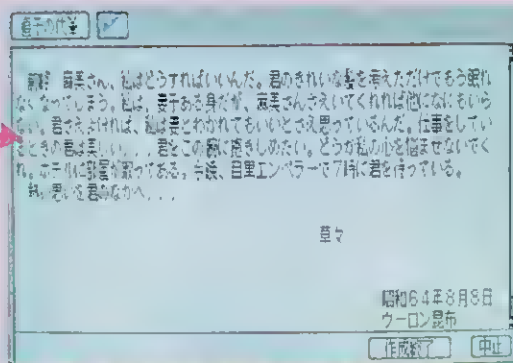 前略 麻美さん、私はどうすればいいんだ。君のきれいな を考えただけでもう眠れ
なくなってしまう。私は、妻子ある身だが、麻美さんさえいてくれれば他になにもいら
ない。君さえよければ、私は妻とわかれてもいいとさえ思っているんだ。仕事をしてい
るときの君は美しい。...君をこの腕に抱きしめたい。どうか私の心を悩ませないでく
れ。ホテルに部屋が取ってある。今夜、目黒エンペラーで7時に君を待っている。
熱い思いを君のなかへ...
草々
昭和64年8月8日
ウーロン昆布
作成終了 中止